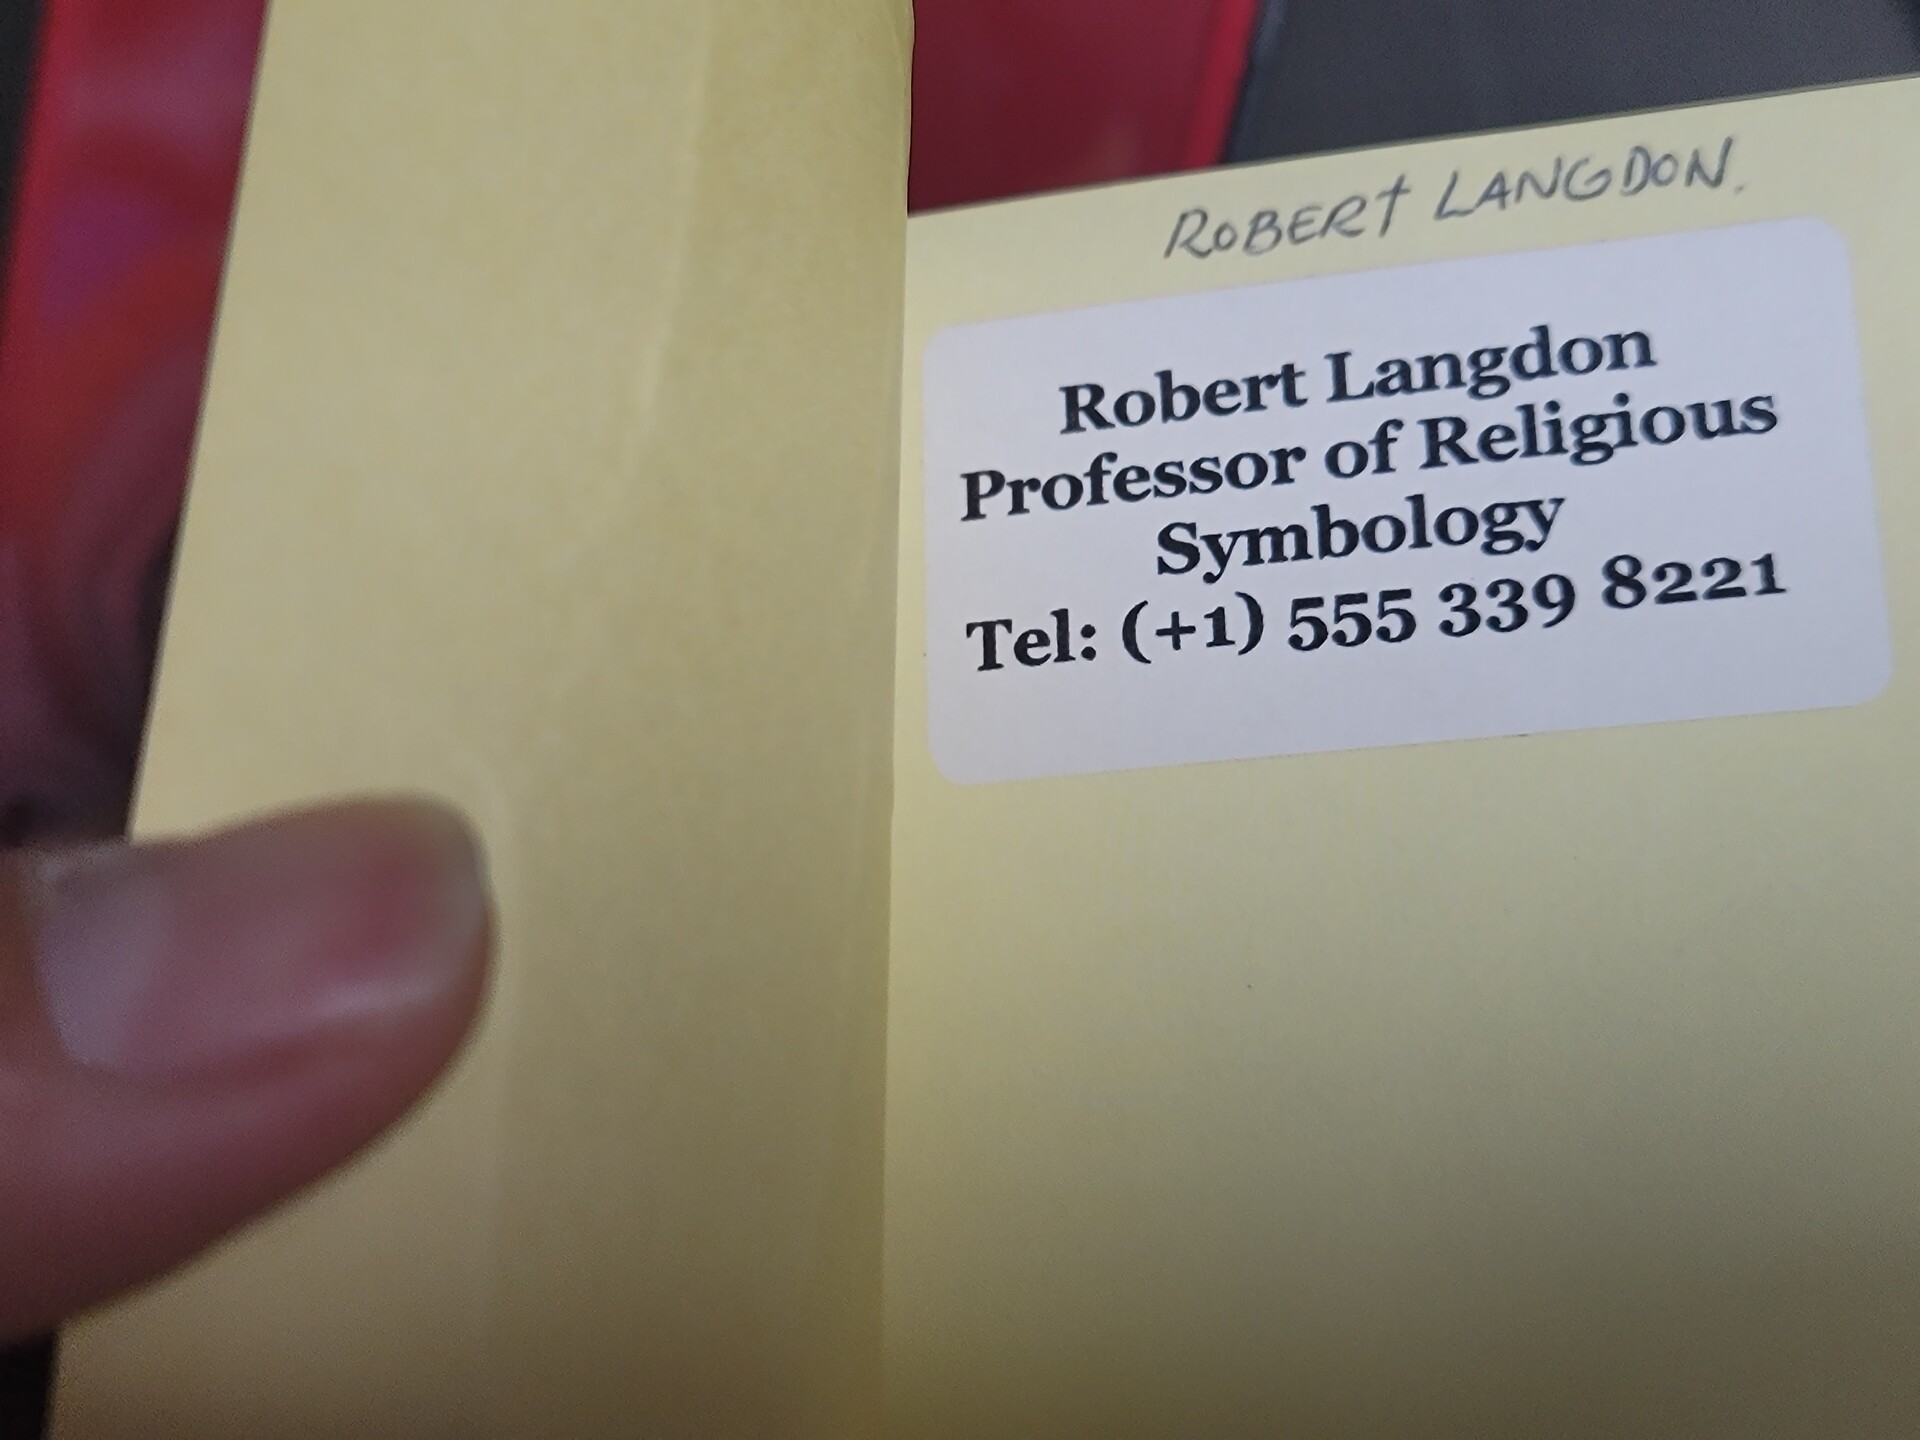 ROBERT LANGDON.
Robert Langdon
Professor of Religious
Symbology
Tel: (+1) 555 339 8221